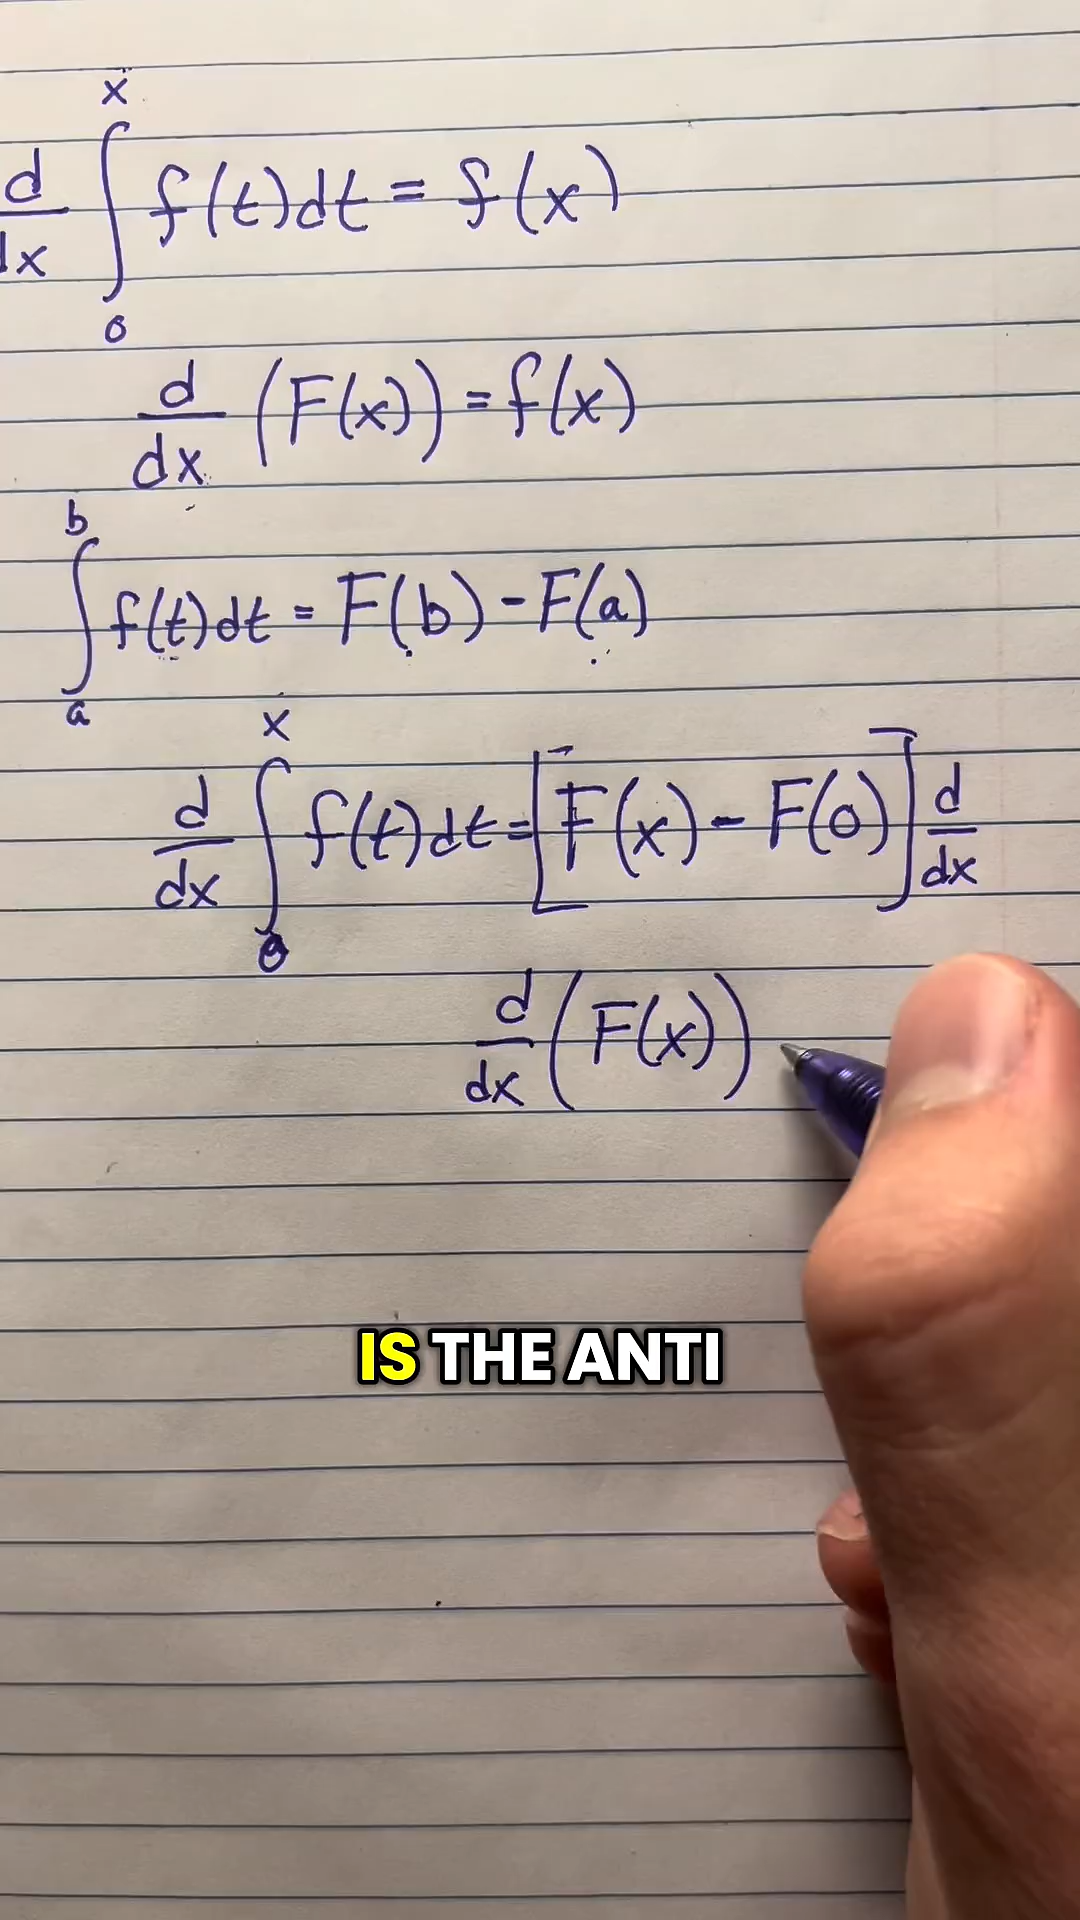 d/dx ∫₀ˣ f(t)dt = f(x)
d/dx (F(x)) = f(x)
∫ₐᵇ f(t)dt = F(b) - F(a)
d/dx ∫₀ˣ f(t)dt = [F(x) - F(0)] d/dx
d/dx (F(x))
IS THE ANTI